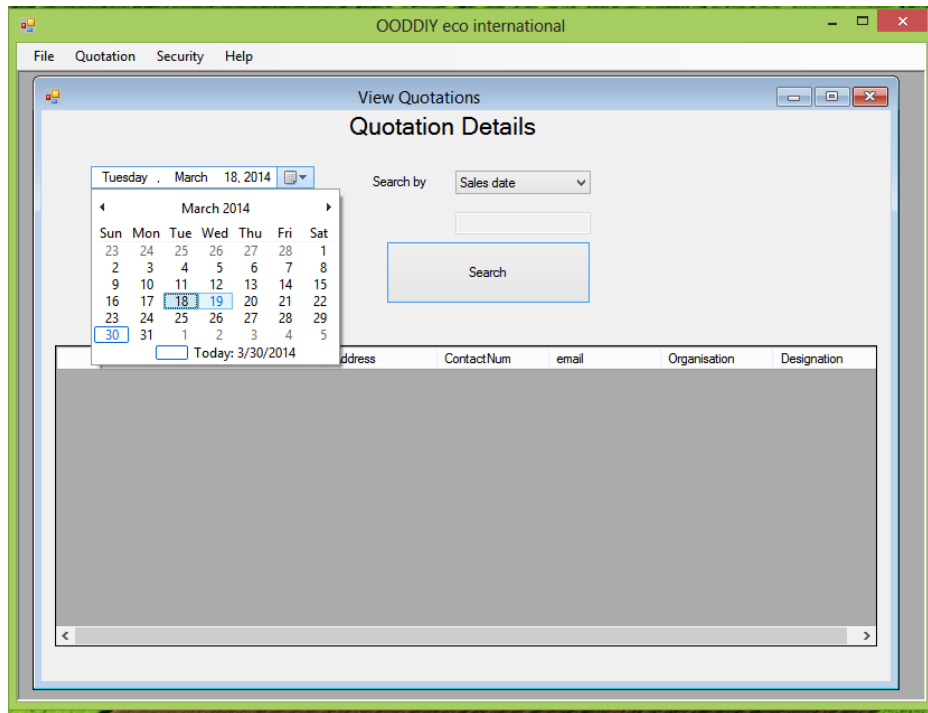 OODDIY eco international
File Quotation Security Help
View Quotations
Quotation Details
Tuesday , March 18, 2014
Search by Sales date
March 2014
Sun Mon Tue Wed Thu Fri Sat
23 24 25 26 27 28 1
2 3 4 5 6 7 8
9 10 11 12 13 14 15
16 17 18 19 20 21 22
23 24 25 26 27 28 29
30 31 1 2 3 4 5
Today: 3/30/2014
Search
ddress ContactNum email Organisation Designation